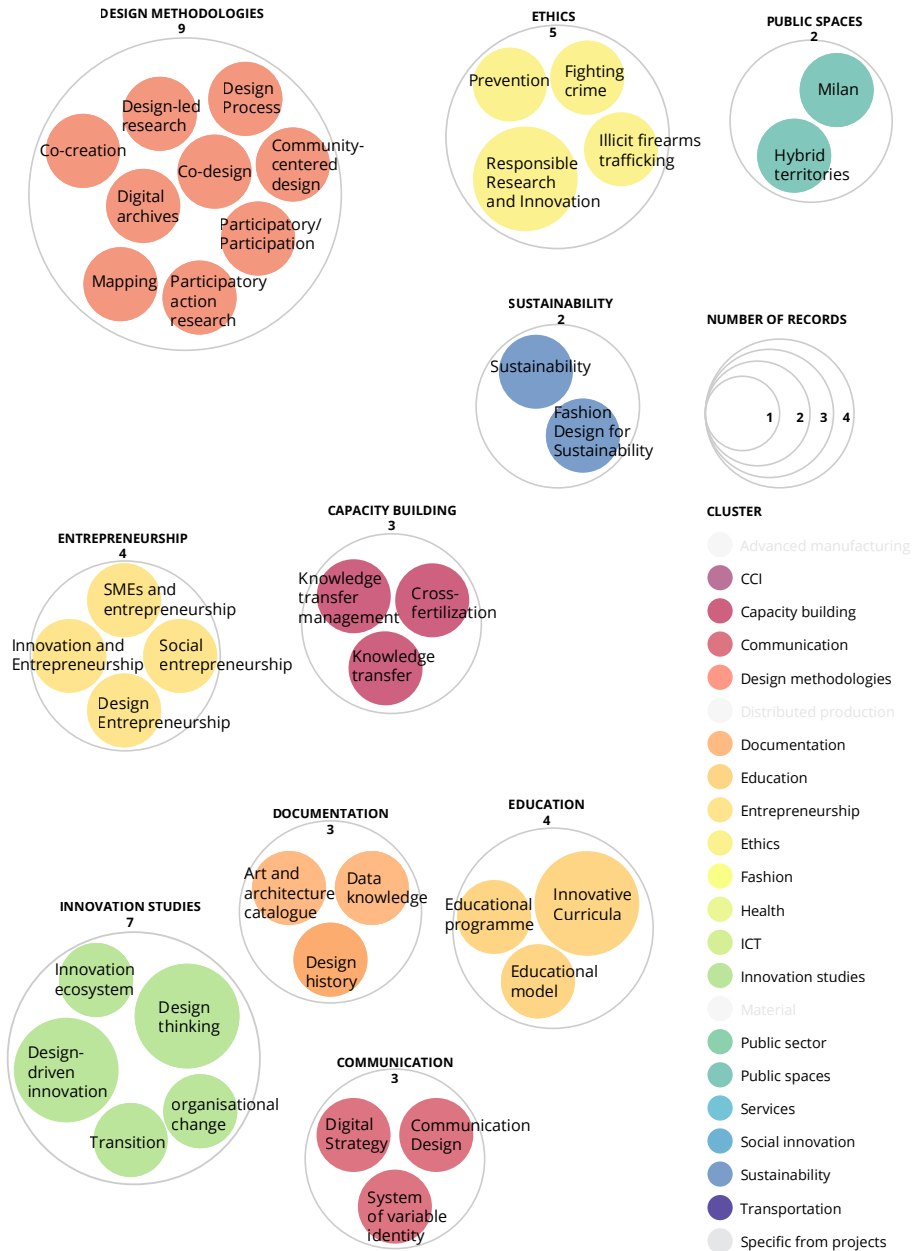 DESIGN METHODOLOGIES
9
Design
Process
Design-led
research
Co-creation
Community-
centered
design
Co-design
Digital
archives
Participatory/
Participation
Mapping
Participatory
action
research
ETHICS
5
Prevention
Fighting
crime
Illicit firearms
trafficking
Responsible
Research
and Innovation
PUBLIC SPACES
2
Milan
Hybrid
territories
SUSTAINABILITY
2
Sustainability
Fashion
Design for
Sustainability
NUMBER OF RECORDS
1 2 3 4
ENTREPRENEURSHIP
4
SMEs and
entrepreneurship
Innovation and
Entrepreneurship
Social
entrepreneurship
Design
Entrepreneurship
CAPACITY BUILDING
3
Knowledge
transfer
management
Cross-
fertilization
Knowledge
transfer
DOCUMENTATION
3
Art and
architecture
catalogue
Data
knowledge
Design
history
EDUCATION
4
Educational
programme
Innovative
Curricula
Educational
model
INNOVATION STUDIES
7
Innovation
ecosystem
Design
thinking
Design-
driven
innovation
organisational
change
Transition
COMMUNICATION
3
Digital
Strategy
Communication
Design
System
of variable
identity
CLUSTER
Advanced manufacturing
CCI
Capacity building
Communication
Design methodologies
Distributed production
Documentation
Education
Entrepreneurship
Ethics
Fashion
Health
ICT
Innovation studies
Material
Public sector
Public spaces
Services
Social innovation
Sustainability
Transportation
Specific from projects